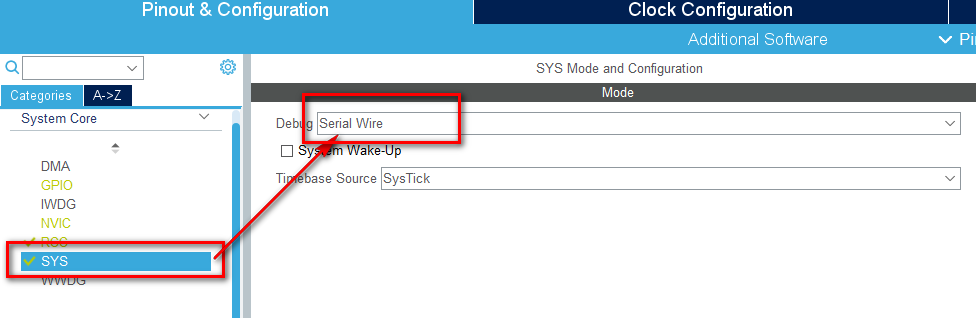 Pinout & Configuration
Clock Configuration
Additional Software
Pi
Categories
A->Z
System Core
DMA
GPIO
IWDG
NVIC
RCC
SYS
WWDG
SYS Mode and Configuration
Mode
Debug Serial Wire
System Wake-Up
Timebase Source SysTick